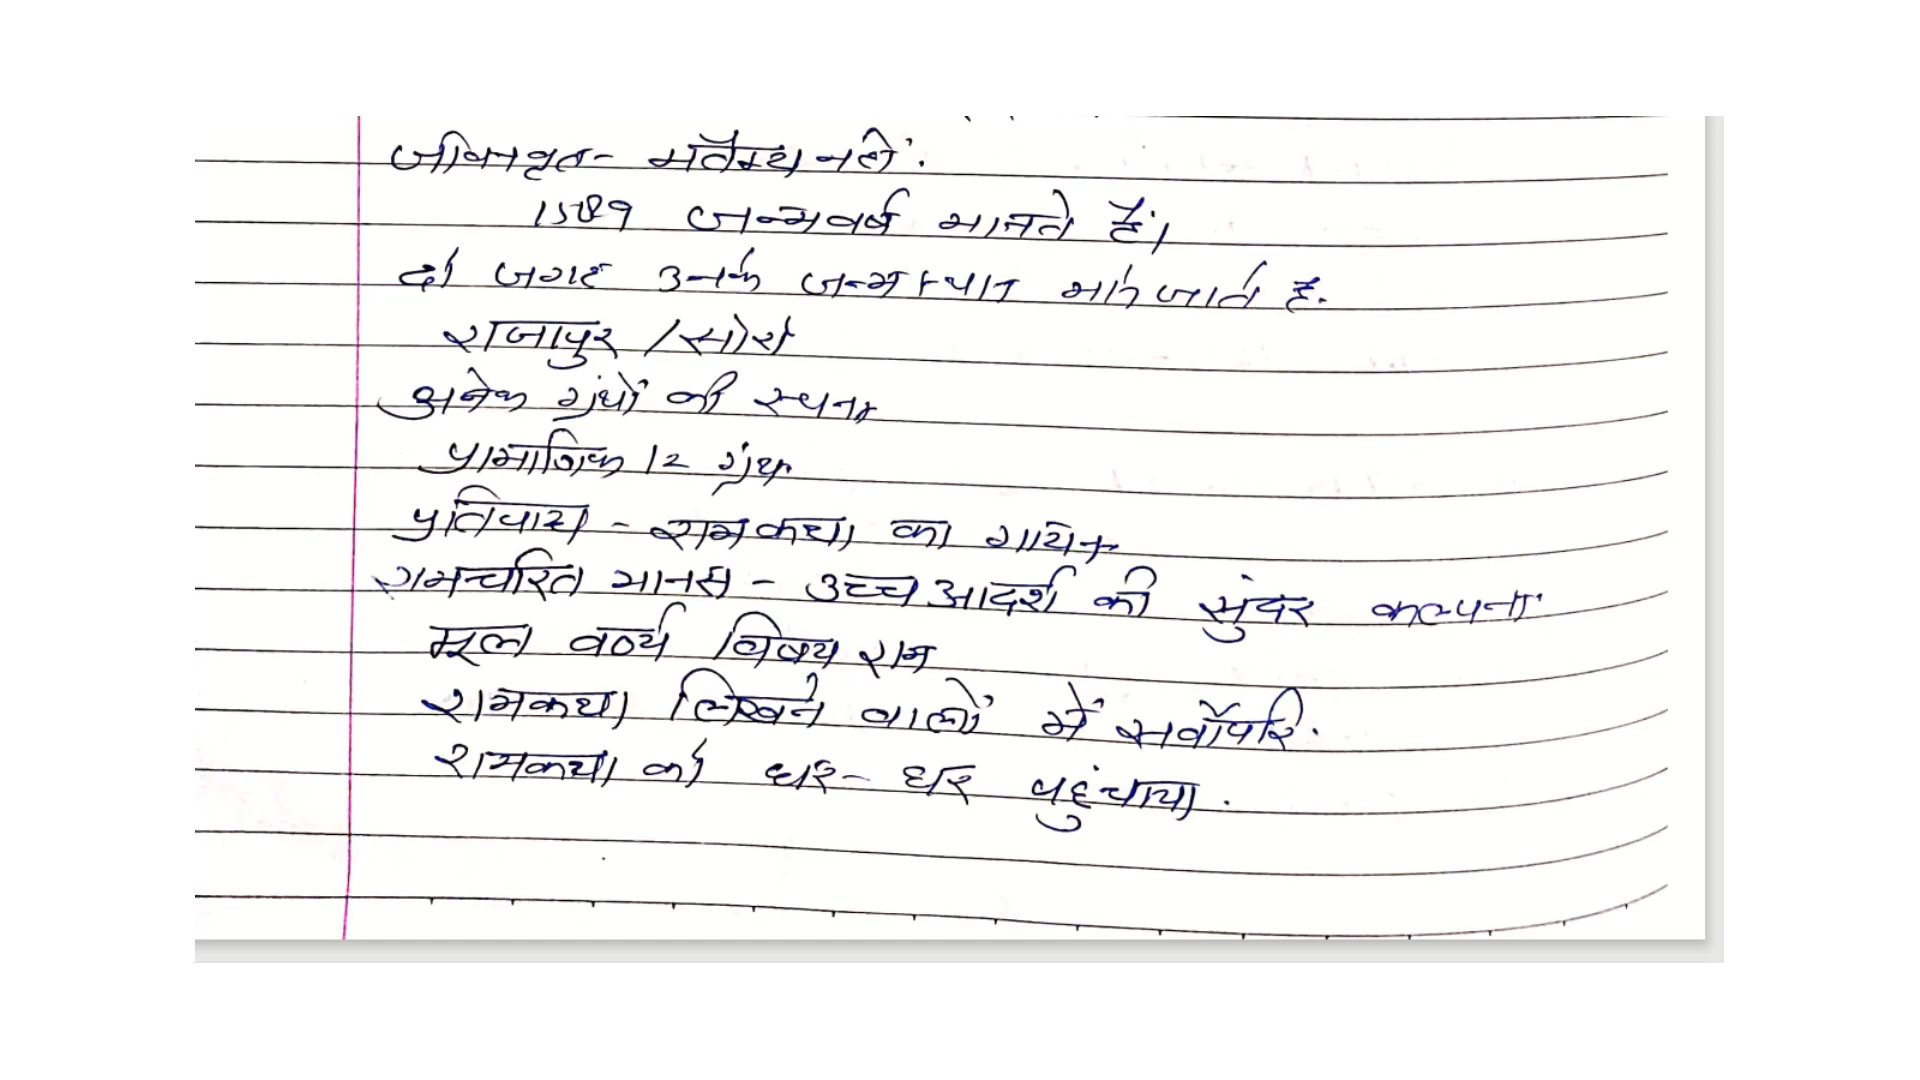 जीवनवृत- मतैक्य नहीं.
1589 जन्मवर्ष मानते हैं।
दो जगह उनके जन्मस्थान माने जाते हैं.
राजापुर / सोरो
अनेक ग्रंथों की रचना
प्रामाणिक 12 ग्रंथ
प्रतिपाद्य - रामकथा का गायन
रामचरित मानस - उच्च आदर्श की सुंदर कल्पना
मूल वर्ण्य विषय राम
रामकथा लिखने वालों में सर्वोपरि.
रामकथा को घर- घर पहुंचाया.